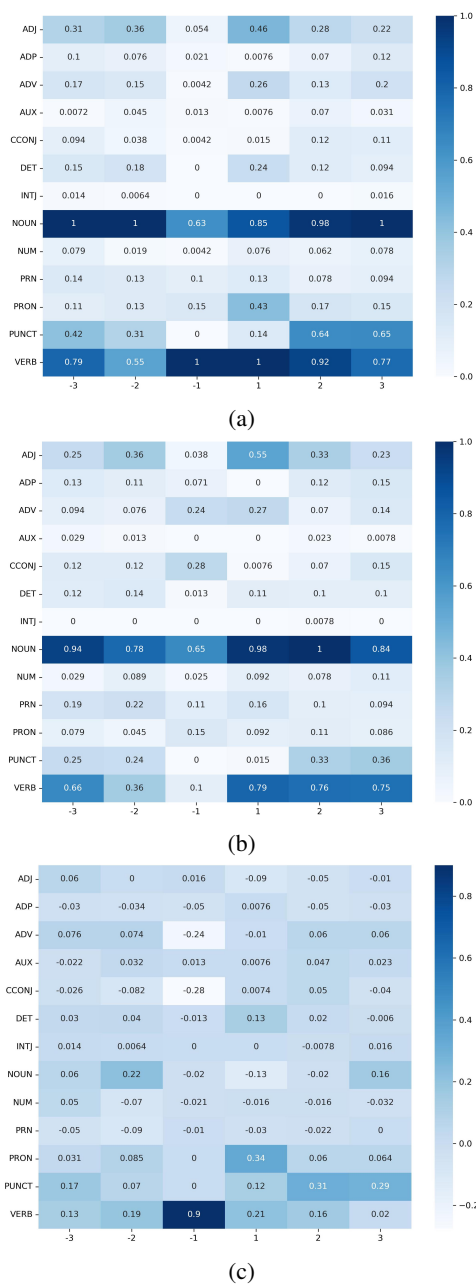 ADJ 0.31 0.36 0.054 0.46 0.28 0.22 1.0
ADP 0.1 0.076 0.021 0.0076 0.07 0.12
ADV 0.17 0.15 0.0042 0.26 0.13 0.2 0.8
AUX 0.0072 0.045 0.013 0.0076 0.07 0.031
CCONJ 0.094 0.038 0.0042 0.015 0.12 0.11
DET 0.15 0.18 0 0.24 0.12 0.094 0.6
INTJ 0.014 0.0064 0 0 0 0.016
NOUN 1 1 0.63 0.85 0.98 1 0.4
NUM 0.079 0.019 0.0042 0.076 0.062 0.078
PRN 0.14 0.13 0.1 0.13 0.078 0.094
PRON 0.11 0.13 0.15 0.43 0.17 0.15 0.2
PUNCT 0.42 0.31 0 0.14 0.64 0.65
VERB 0.79 0.55 1 1 0.92 0.77 0.0
-3 -2 -1 1 2 3
(a)
ADJ 0.25 0.36 0.038 0.55 0.33 0.23 1.0
ADP 0.13 0.11 0.071 0 0.12 0.15
ADV 0.094 0.076 0.24 0.27 0.07 0.14 0.8
AUX 0.029 0.013 0 0 0.023 0.0078
CCONJ 0.12 0.12 0.28 0.0076 0.07 0.15
DET 0.12 0.14 0.013 0.11 0.1 0.1 0.6
INTJ 0 0 0 0 0.0078 0
NOUN 0.94 0.78 0.65 0.98 1 0.84 0.4
NUM 0.029 0.089 0.025 0.092 0.078 0.11
PRN 0.19 0.22 0.11 0.16 0.1 0.094
PRON 0.079 0.045 0.15 0.092 0.11 0.086 0.2
PUNCT 0.25 0.24 0 0.015 0.33 0.36
VERB 0.66 0.36 0.1 0.79 0.76 0.75 0.0
-3 -2 -1 1 2 3
(b)
ADJ 0.06 0 0.016 -0.09 -0.05 -0.01
ADP -0.03 -0.034 -0.05 0.0076 -0.05 -0.03 0.8
ADV 0.076 0.074 -0.24 -0.01 0.06 0.06
AUX -0.022 0.032 0.013 0.0076 0.047 0.023 0.6
CCONJ -0.026 -0.082 -0.28 0.0074 0.05 -0.04
DET 0.03 0.04 -0.013 0.13 0.02 -0.006
INTJ 0.014 0.0064 0 0 -0.0078 0.016 0.4
NOUN 0.06 0.22 -0.02 -0.13 -0.02 0.16
NUM 0.05 -0.07 -0.021 -0.016 -0.016 -0.032 0.2
PRN -0.05 -0.09 -0.01 -0.03 -0.022 0
PRON 0.031 0.085 0 0.34 0.06 0.064 0.0
PUNCT 0.17 0.07 0 0.12 0.31 0.29
VERB 0.13 0.19 0.9 0.21 0.16 0.02 −0.2
-3 -2 -1 1 2 3
(c)